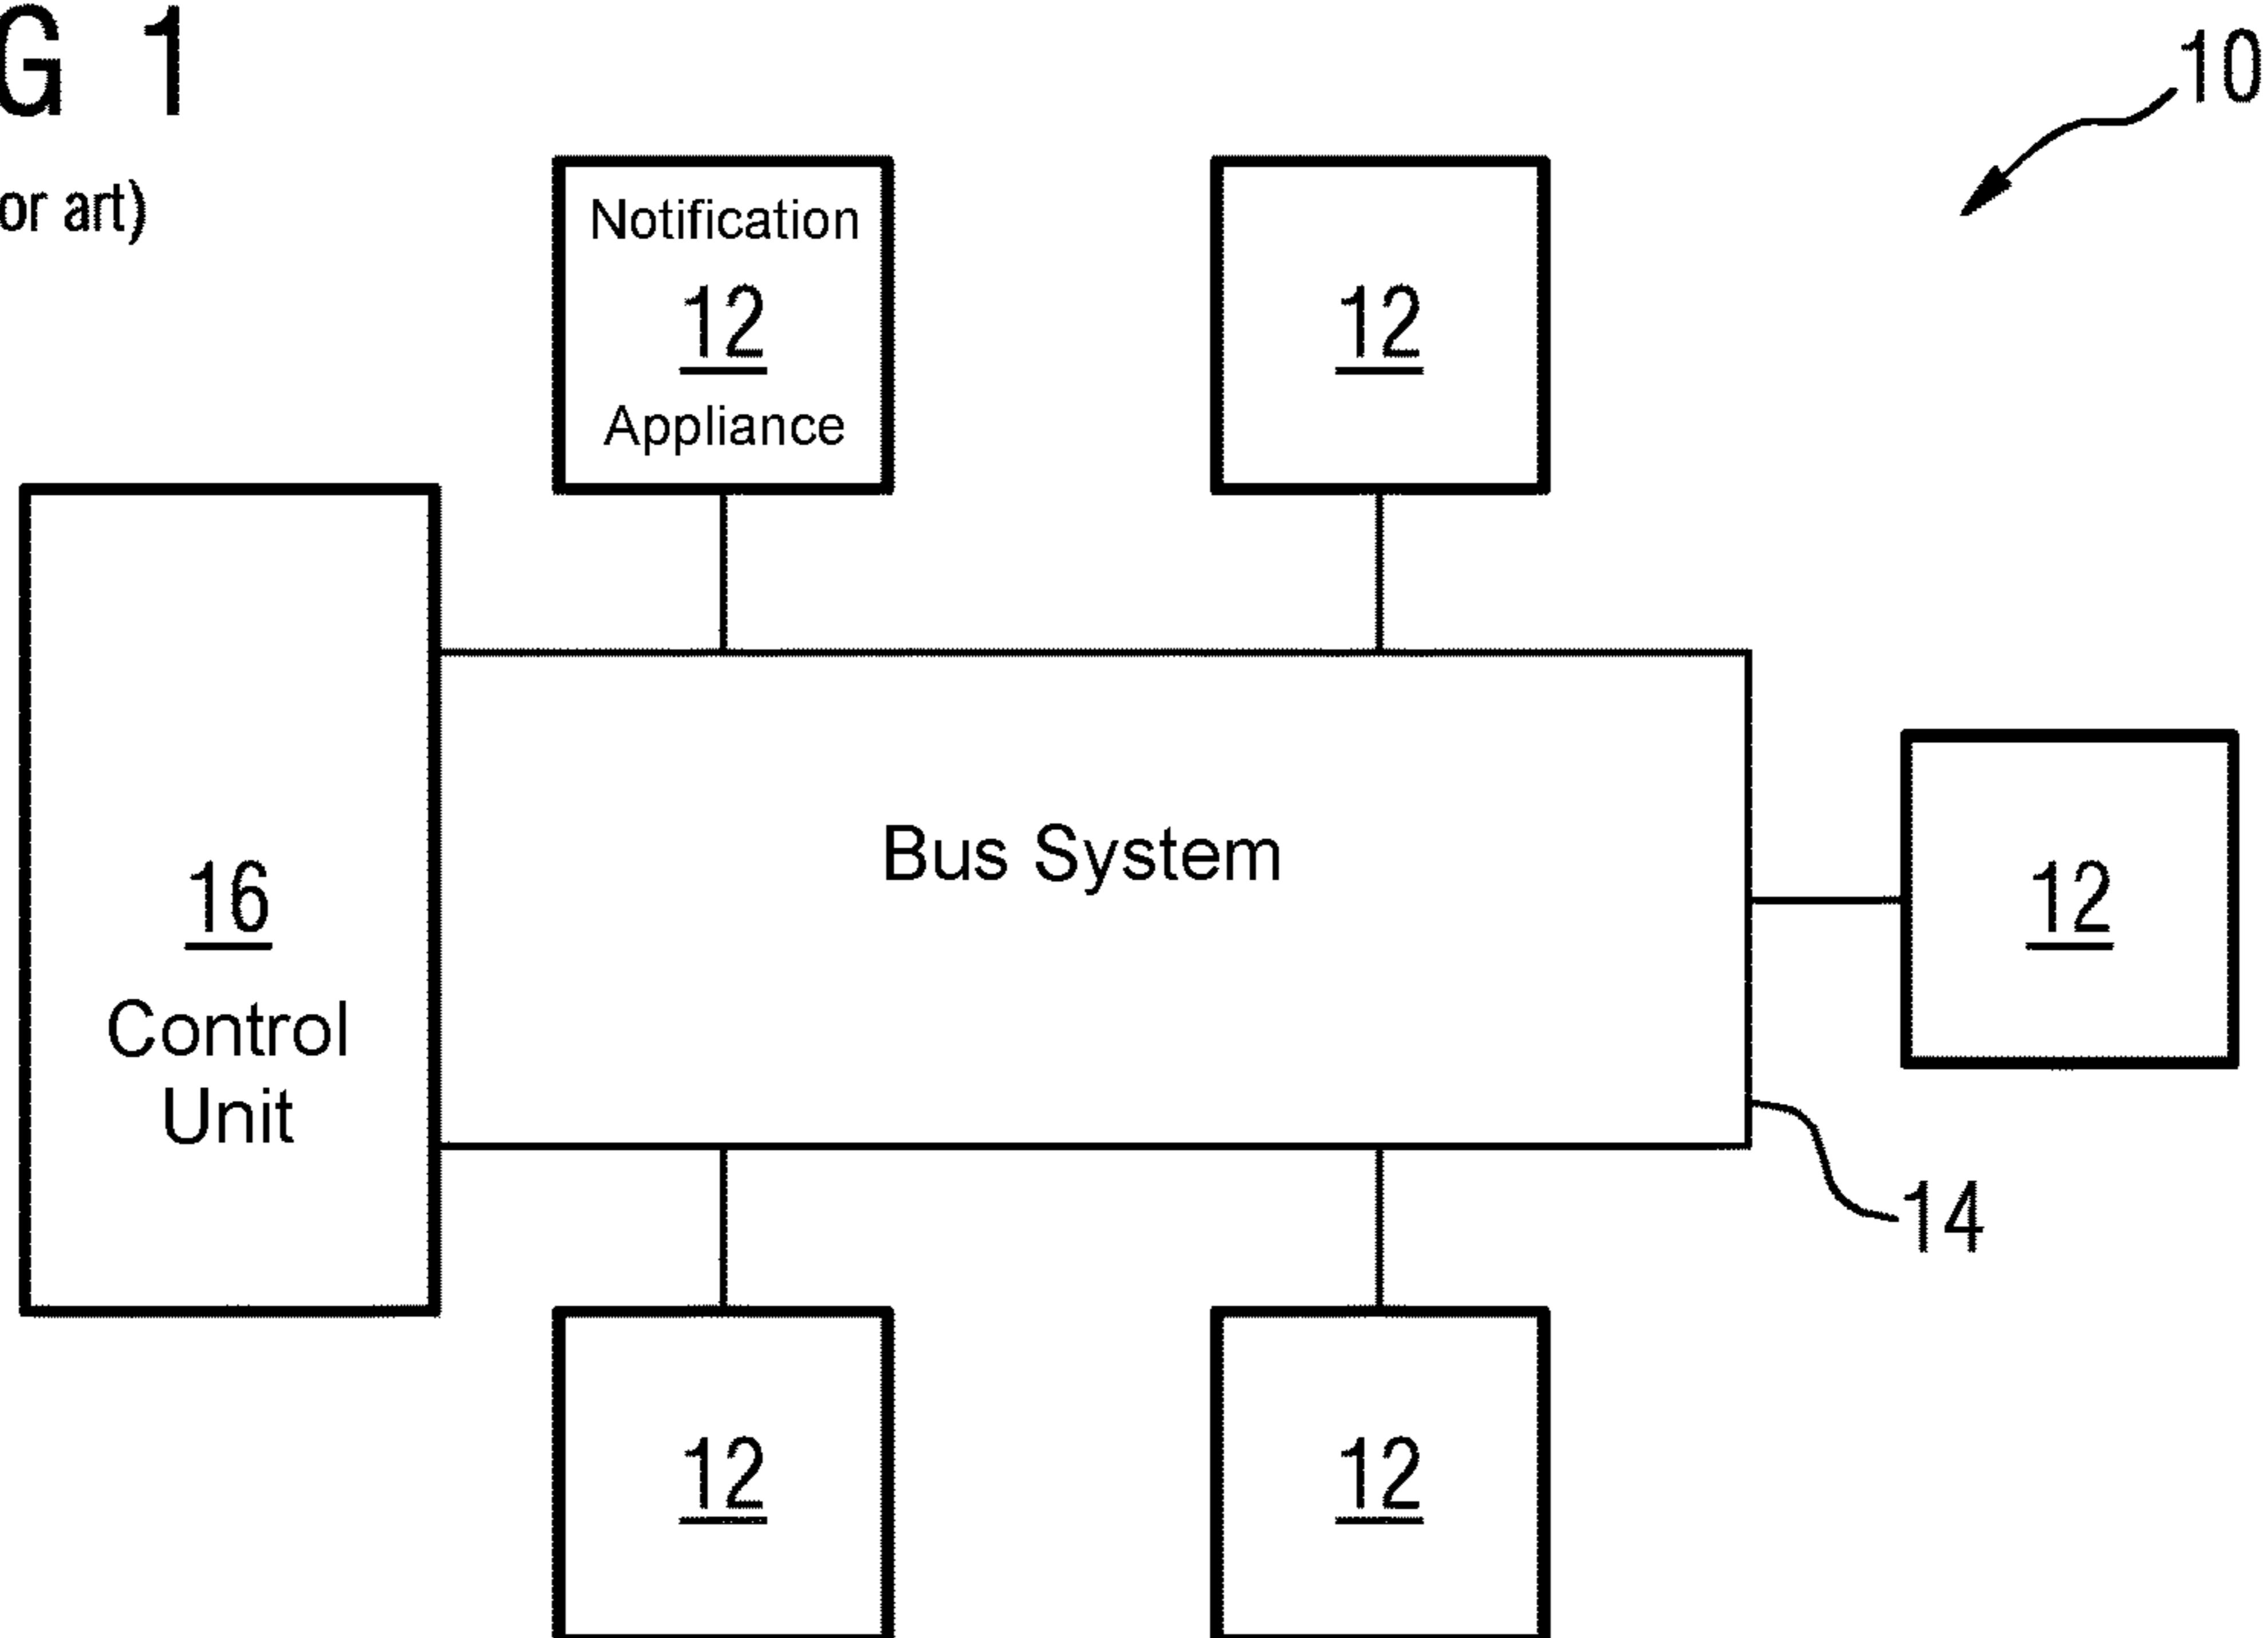 G 1
10
or art)
Notification
12
Appliance
12
Bus System
12
16
Control
Unit
14
12
12